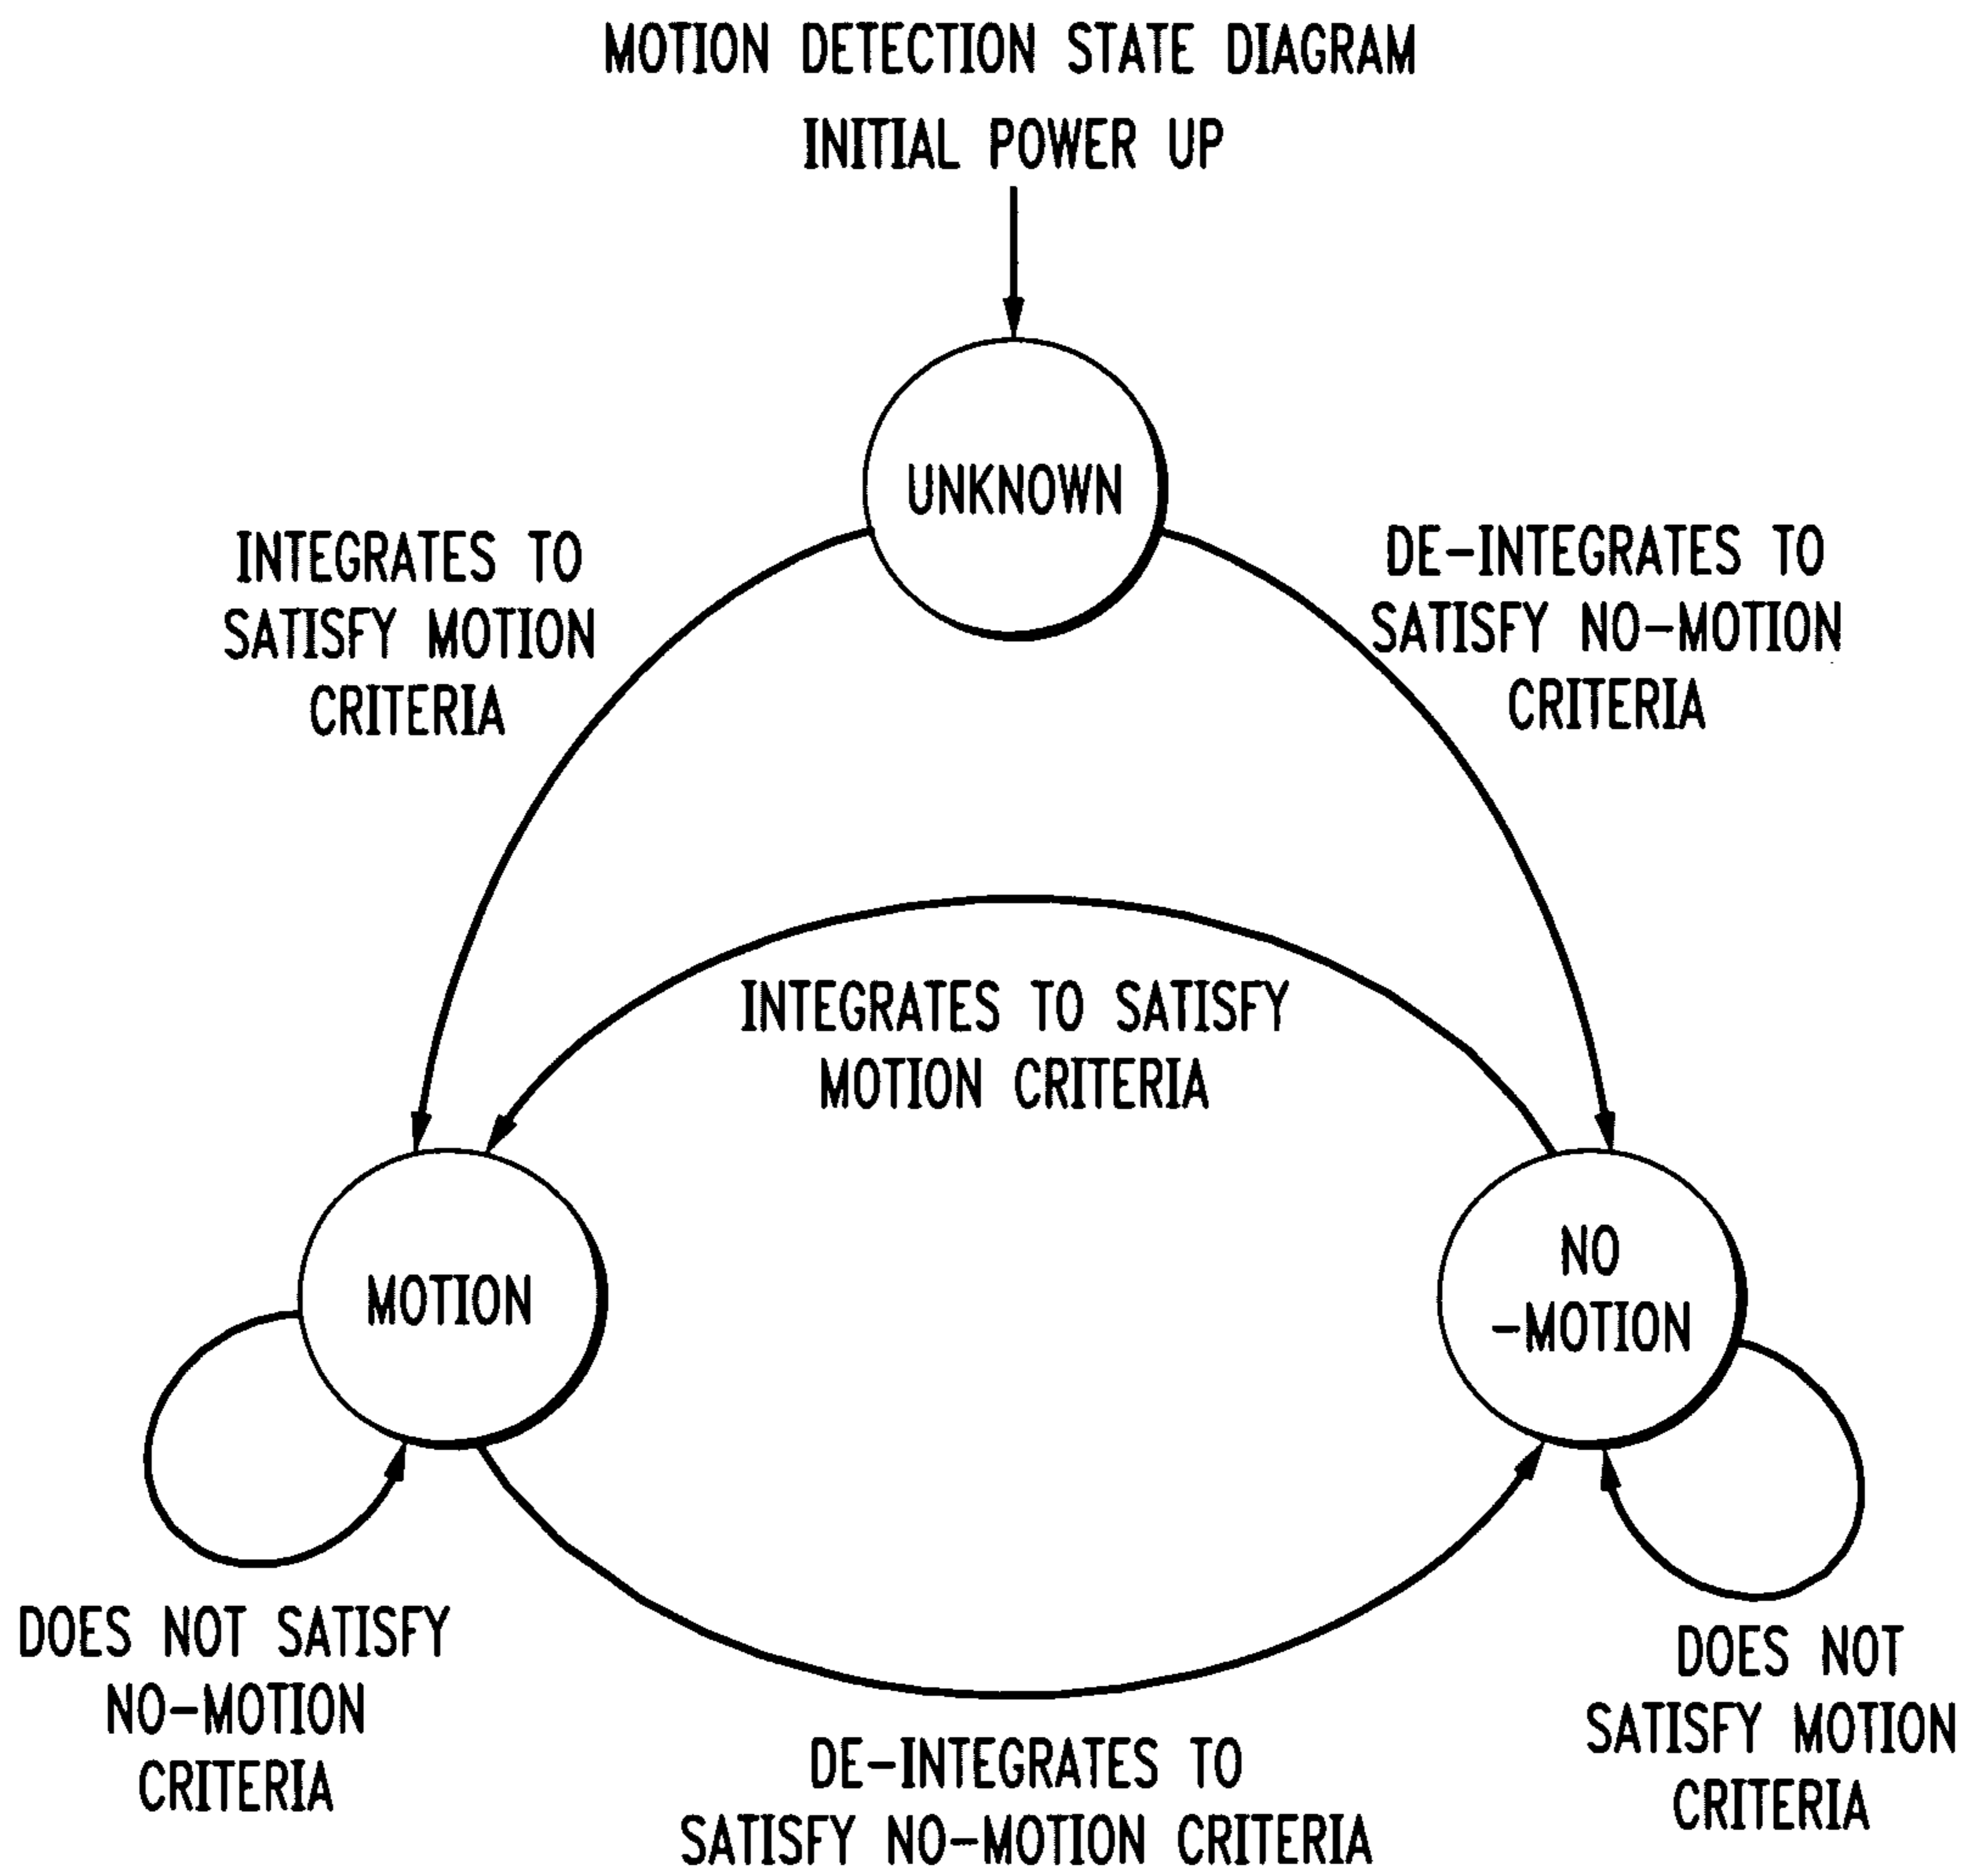 MOTION DETECTION STATE DIAGRAM
INITIAL POWER UP
UNKNOWN
INTEGRATES TO
SATISFY MOTION
CRITERIA
DE-INTEGRATES TO
SATISFY NO-MOTION
CRITERIA
INTEGRATES TO SATISFY
MOTION CRITERIA
MOTION
NO
-MOTION
DOES NOT SATISFY
NO-MOTION
CRITERIA
DE-INTEGRATES TO
SATISFY NO-MOTION CRITERIA
DOES NOT
SATISFY MOTION
CRITERIA